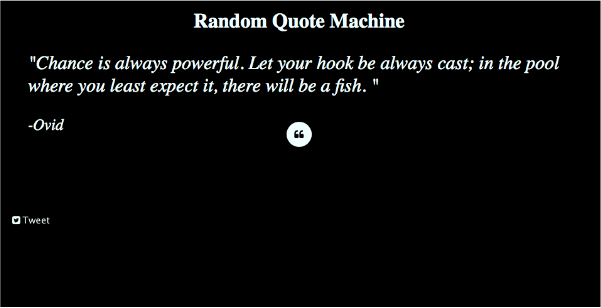 Random Quote Machine
"Chance is always powerful. Let your hook be always cast; in the pool
where you least expect it, there will be a fish. "
-Ovid
Tweet